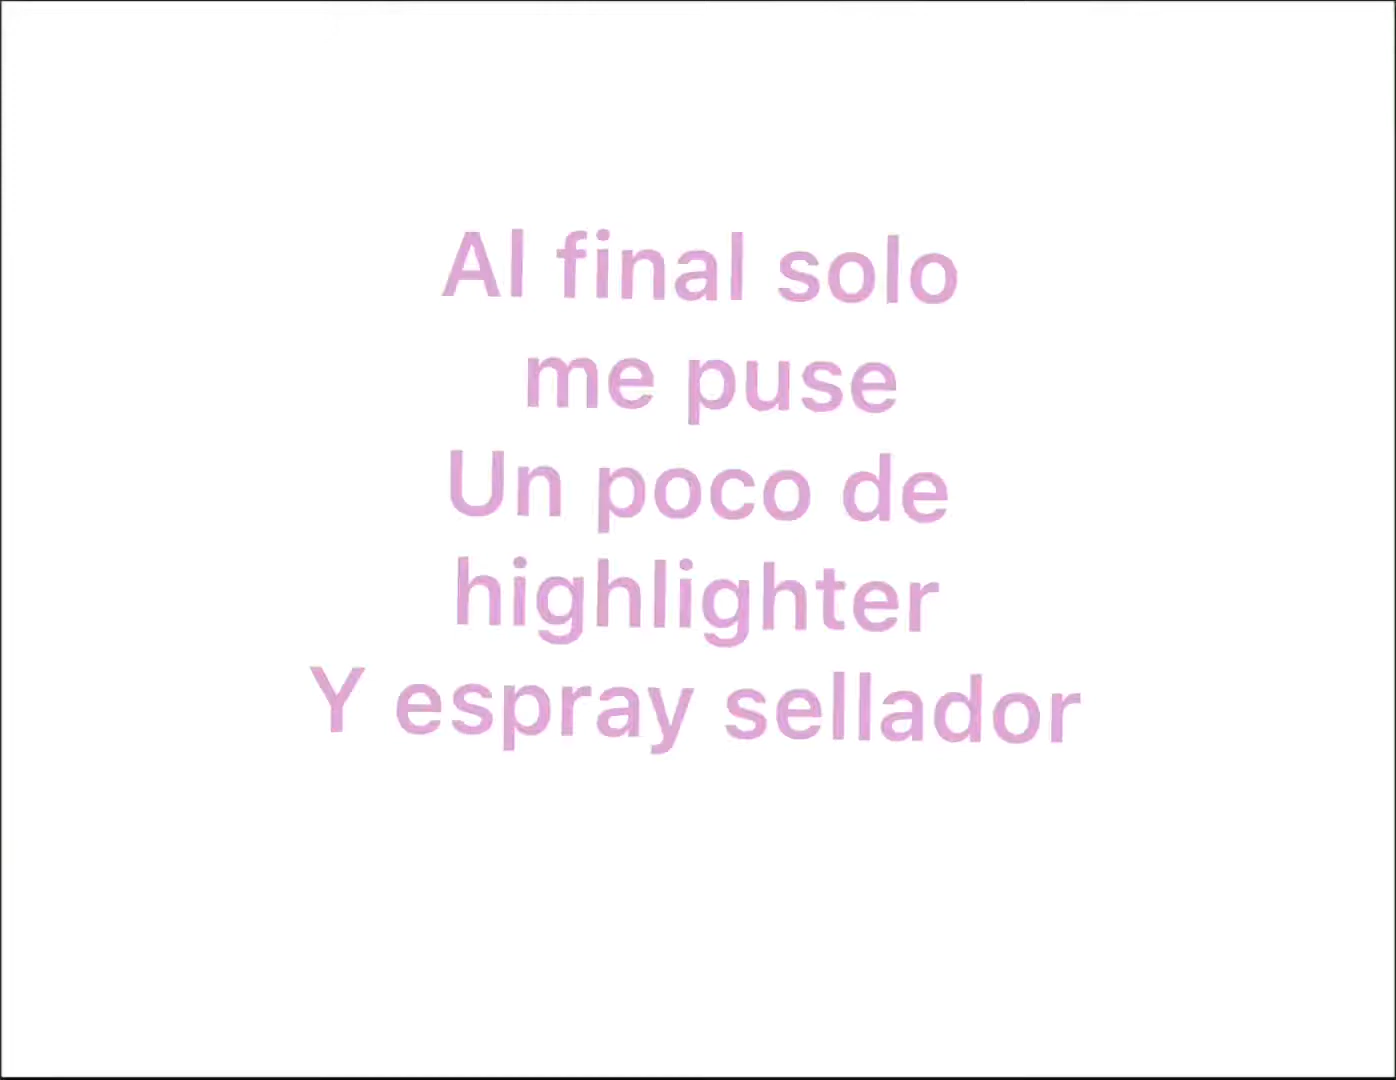 Al final solo
me puse
Un poco de
highlighter
Y espray sellador